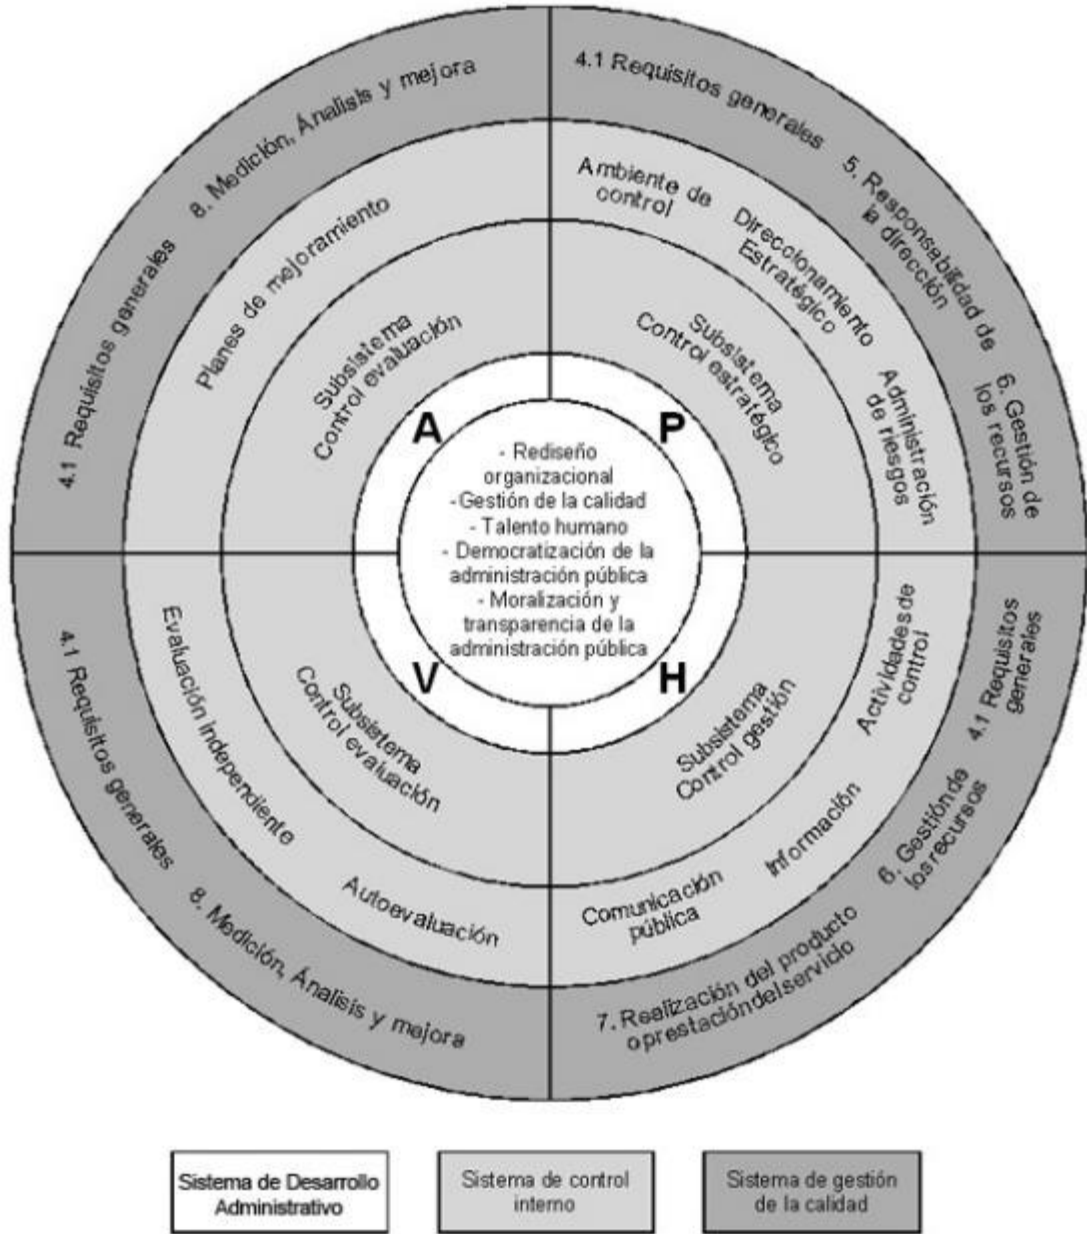 8. Medición, Ánalisis y mejora
4.1 Requisitos generales
Planes de mejoramiento
Subsistema
Control evaluación
A
4.1 Requisitos generales
5. Responsabilidad de
la dirección
6. Gestión de
los recursos
Ambiente de
control
Direccionamiento
Estratégico
Administración
de riesgos
Subsistema
Control estratégico
P
- Rediseño
organizacional
-Gestión de la calidad
- Talento humano
- Democratización de la
administración pública
- Moralización y
transparencia de la
administración pública
V
Subsistema
Control evaluación
Evaluación independiente
Autoevaluación
4.1 Requisitos generales
8. Medición, Ánalisis y mejora
H
Subsistema
Control gestión
Actividades de
control
Información
Comunicación
pública
4.1 Requisitos
generales
6. Gestión de
los recursos
7. Realización del producto
o prestación del servicio
Sistema de Desarrollo
Administrativo
Sistema de control
interno
Sistema de gestión
de la calidad